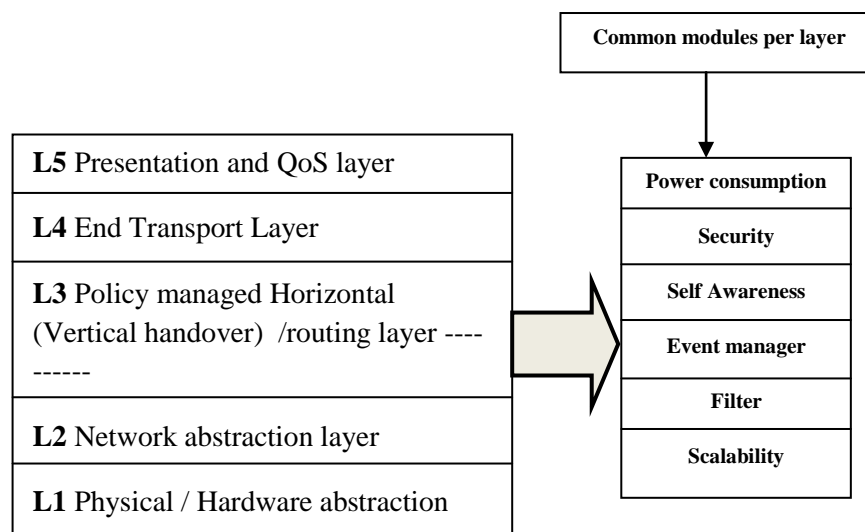 Common modules per layer
L5 Presentation and QoS layer
L4 End Transport Layer
L3 Policy managed Horizontal
(Vertical handover) /routing layer ----
------
L2 Network abstraction layer
L1 Physical / Hardware abstraction
Power consumption
Security
Self Awareness
Event manager
Filter
Scalability